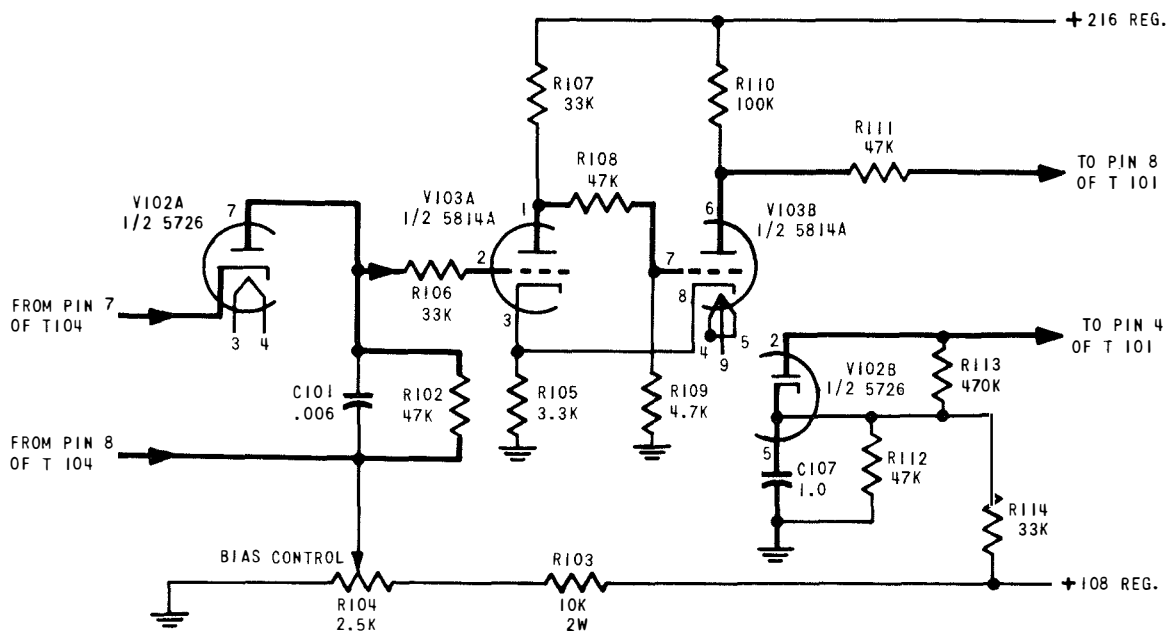 +216 REG.
R107
33K
R110
100K
R111
47K
TO PIN 8
OF T 101
R108
47K
V102A
1/2 5726
7
V103A
1/2 5814A
1
6
V103B
1/2 5814A
2
7
R106
33K
8
3
FROM PIN 7
OF T104
3 4
4
9
5
2
TO PIN 4
OF T 101
V102B
1/2 5726
R113
470K
C101
.006
R102
47K
R105
3.3K
R109
4.7K
FROM PIN 8
OF T 104
5
C107
1.0
R112
47K
R114
33K
BIAS CONTROL
R103
10K
2W
R104
2.5K
+108 REG.